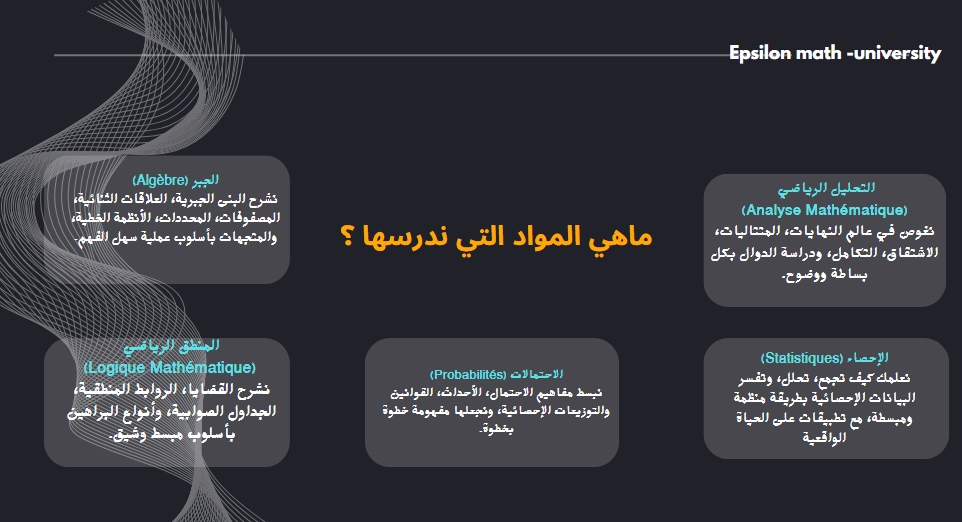 Epsilon math -university
ماهي المواد التي ندرسها ؟
التحليل الرياضي
(Analyse Mathématique)
نغوص في عالم النهايات، المتتاليات،
الاشتقاق، التكامل، ودراسة الدوال بكل
بساطة ووضوح.
الجبر (Algèbre)
نشرح البنى الجبرية، العلاقات الثنائية،
المصفوفات، المحددات، الأنظمة الخطية،
والمتجهات بأسلوب عملية سهل الفهم.
الإحصاء (Statistiques)
نعلمك كيف تجمع، تحلل، وتفسر
البيانات الإحصائية بطريقة منظمة
ومبسطة، مع تطبيقات على الحياة
الواقعية
الاحتمالات (Probabilités)
نبسط مفاهيم الاحتمال، الأحداث، القوانين
والتوزيعات الإحصائية، ونجعلها مفهومة خطوة
بخطوة.
المنطق الرياضي
(Logique Mathématique)
نشرح القضايا، الروابط المنطقية،
الجداول الصوابية، وأنواع البراهين
بأسلوب مبسط وشيق.